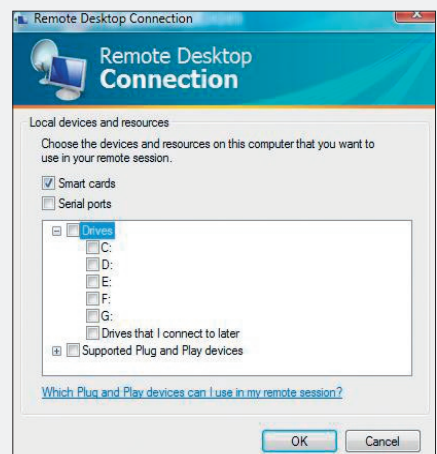 Remote Desktop Connection
Remote Desktop
Connection
Local devices and resources
Choose the devices and resources on this computer that you want to
use in your remote session.
Smart cards
Serial ports
Drives
C:
D:
E:
F:
G:
Drives that I connect to later
Supported Plug and Play devices
Which Plug and Play devices can I use in my remote session?
OK
Cancel